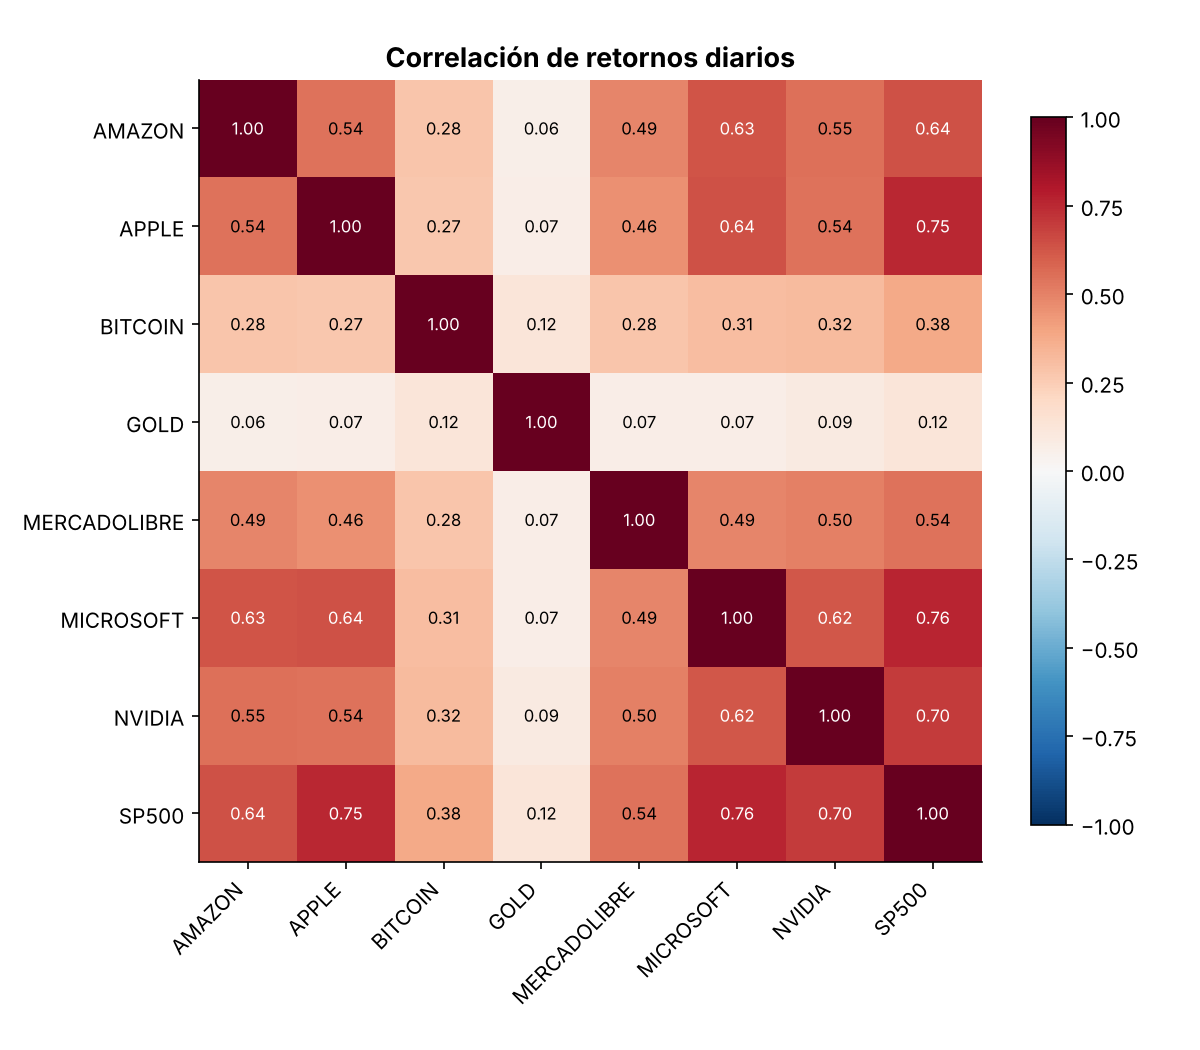 Correlación de retornos diarios
AMAZON 1.00 0.54 0.28 0.06 0.49 0.63 0.55 0.64
APPLE 0.54 1.00 0.27 0.07 0.46 0.64 0.54 0.75
BITCOIN 0.28 0.27 1.00 0.12 0.28 0.31 0.32 0.38
GOLD 0.06 0.07 0.12 1.00 0.07 0.07 0.09 0.12
MERCADOLIBRE 0.49 0.46 0.28 0.07 1.00 0.49 0.50 0.54
MICROSOFT 0.63 0.64 0.31 0.07 0.49 1.00 0.62 0.76
NVIDIA 0.55 0.54 0.32 0.09 0.50 0.62 1.00 0.70
SP500 0.64 0.75 0.38 0.12 0.54 0.76 0.70 1.00
AMAZON APPLE BITCOIN GOLD MERCADOLIBRE MICROSOFT NVIDIA SP500
1.00
0.75
0.50
0.25
0.00
−0.25
−0.50
−0.75
−1.00